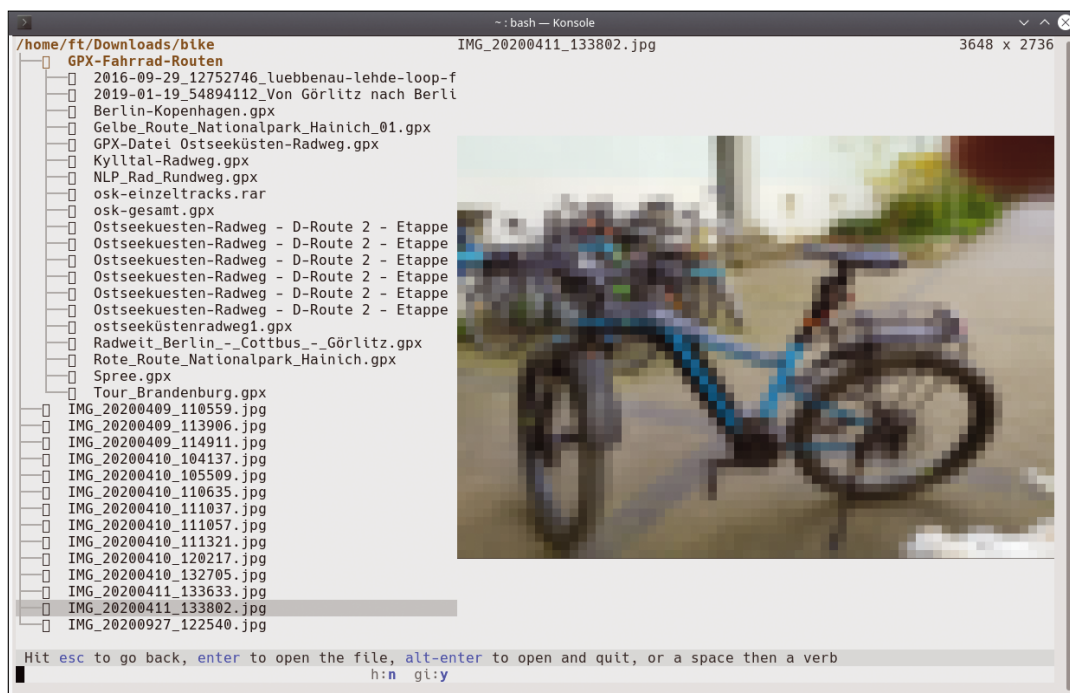 ~ : bash — Konsole
/home/ft/Downloads/bike IMG_20200411_133802.jpg 3648 x 2736
GPX-Fahrrad-Routen
2016-09-29_12752746_luebbenau-lehde-loop-f
2019-01-19_54894112_Von Görlitz nach Berli
Berlin-Kopenhagen.gpx
Gelbe_Route_Nationalpark_Hainich_01.gpx
GPX-Datei Ostseeküsten-Radweg.gpx
Kylltal-Radweg.gpx
NLP_Rad_Rundweg.gpx
osk-einzeltracks.rar
osk-gesamt.gpx
Ostseekuesten-Radweg - D-Route 2 - Etappe
Ostseekuesten-Radweg - D-Route 2 - Etappe
Ostseekuesten-Radweg - D-Route 2 - Etappe
Ostseekuesten-Radweg - D-Route 2 - Etappe
Ostseekuesten-Radweg - D-Route 2 - Etappe
Ostseekuesten-Radweg - D-Route 2 - Etappe
ostseeküstenradweg1.gpx
Radweit_Berlin_-_Cottbus_-_Görlitz.gpx
Rote_Route_Nationalpark_Hainich.gpx
Spree.gpx
Tour_Brandenburg.gpx
IMG_20200409_110559.jpg
IMG_20200409_113906.jpg
IMG_20200409_114911.jpg
IMG_20200410_104137.jpg
IMG_20200410_105509.jpg
IMG_20200410_110635.jpg
IMG_20200410_111037.jpg
IMG_20200410_111057.jpg
IMG_20200410_111321.jpg
IMG_20200410_120217.jpg
IMG_20200410_132705.jpg
IMG_20200411_133633.jpg
IMG_20200411_133802.jpg
IMG_20200927_122540.jpg
Hit esc to go back, enter to open the file, alt-enter to open and quit, or a space then a verb
h:n gi:y